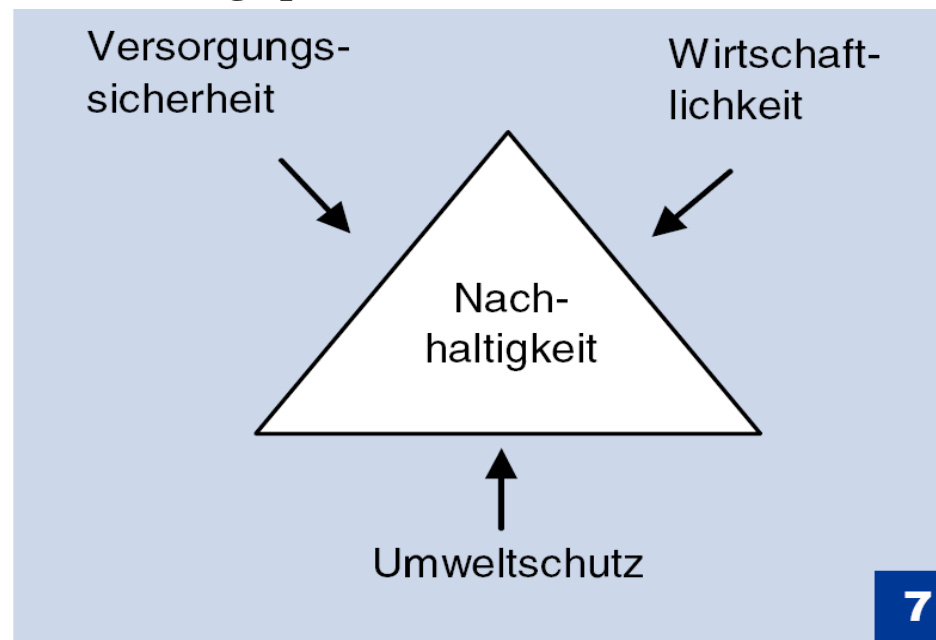 Versorgungs-
sicherheit
Wirtschaft-
lichkeit
Nach-
haltigkeit
Umweltschutz
7